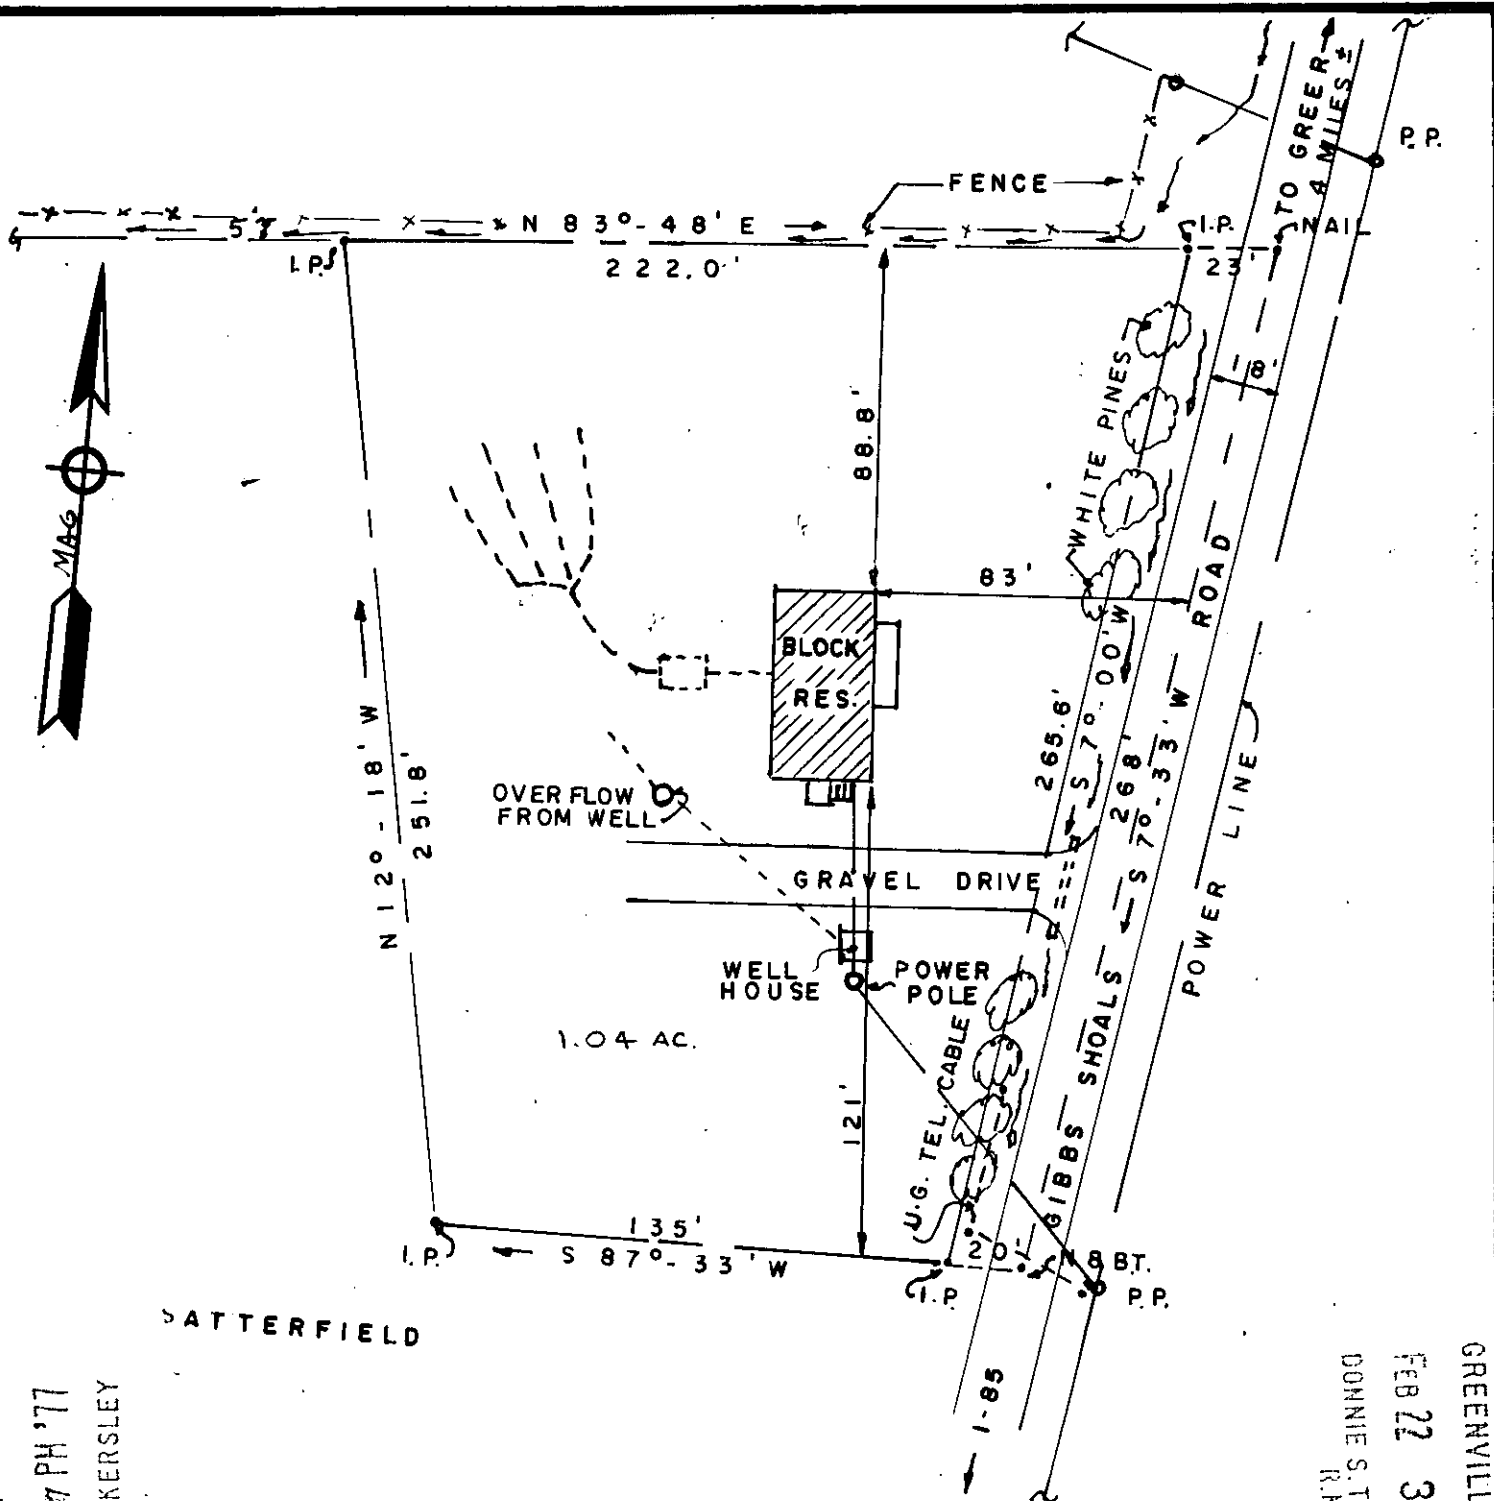 TO GREER
4 MILES ±
P. P.
FENCE
5'±
N 83°-48' E
222.0'
I.P.
I.P.
NAIL
23'
WHITE PINES
18'
MAG
88.8'
83'
BLOCK
RES.
N 12°-18' W
251.8'
265.6'
S 7°-00' W
268'
S 7°-33' W
GIBBS SHOALS ROAD
POWER LINE
OVER FLOW
FROM WELL
GRAVEL DRIVE
WELL
HOUSE
POWER
POLE
1.04 AC.
121'
U.G. TEL. CABLE
135'
S 87°-33' W
I.P.
I.P.
20'
N & BT.
P. P.
SATTERFIELD
I-85
PH '77
KERSLEY
GREENVILL
FEB 22 3
DONNIE S. T